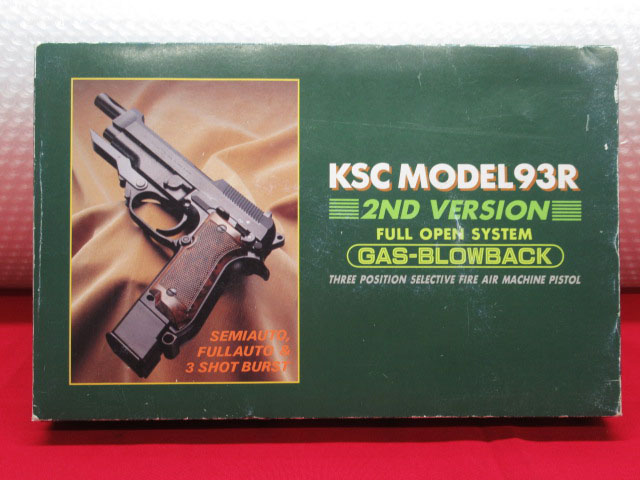 KSC MODEL93R
2ND VERSION
FULL OPEN SYSTEM
GAS-BLOWBACK
THREE POSITION SELECTIVE FIRE AIR MACHINE PISTOL
SEMIAUTO,
FULLAUTO &
3 SHOT BURST